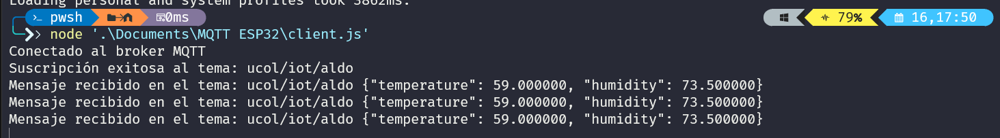 Loading personal and system profiles took 3862ms.
pwsh 0ms 79% 16,17:50
node '.\Documents\MQTT ESP32\client.js'
Conectado al broker MQTT
Suscripción exitosa al tema: ucol/iot/aldo
Mensaje recibido en el tema: ucol/iot/aldo {"temperature": 59.000000, "humidity": 73.500000}
Mensaje recibido en el tema: ucol/iot/aldo {"temperature": 59.000000, "humidity": 73.500000}
Mensaje recibido en el tema: ucol/iot/aldo {"temperature": 59.000000, "humidity": 73.500000}